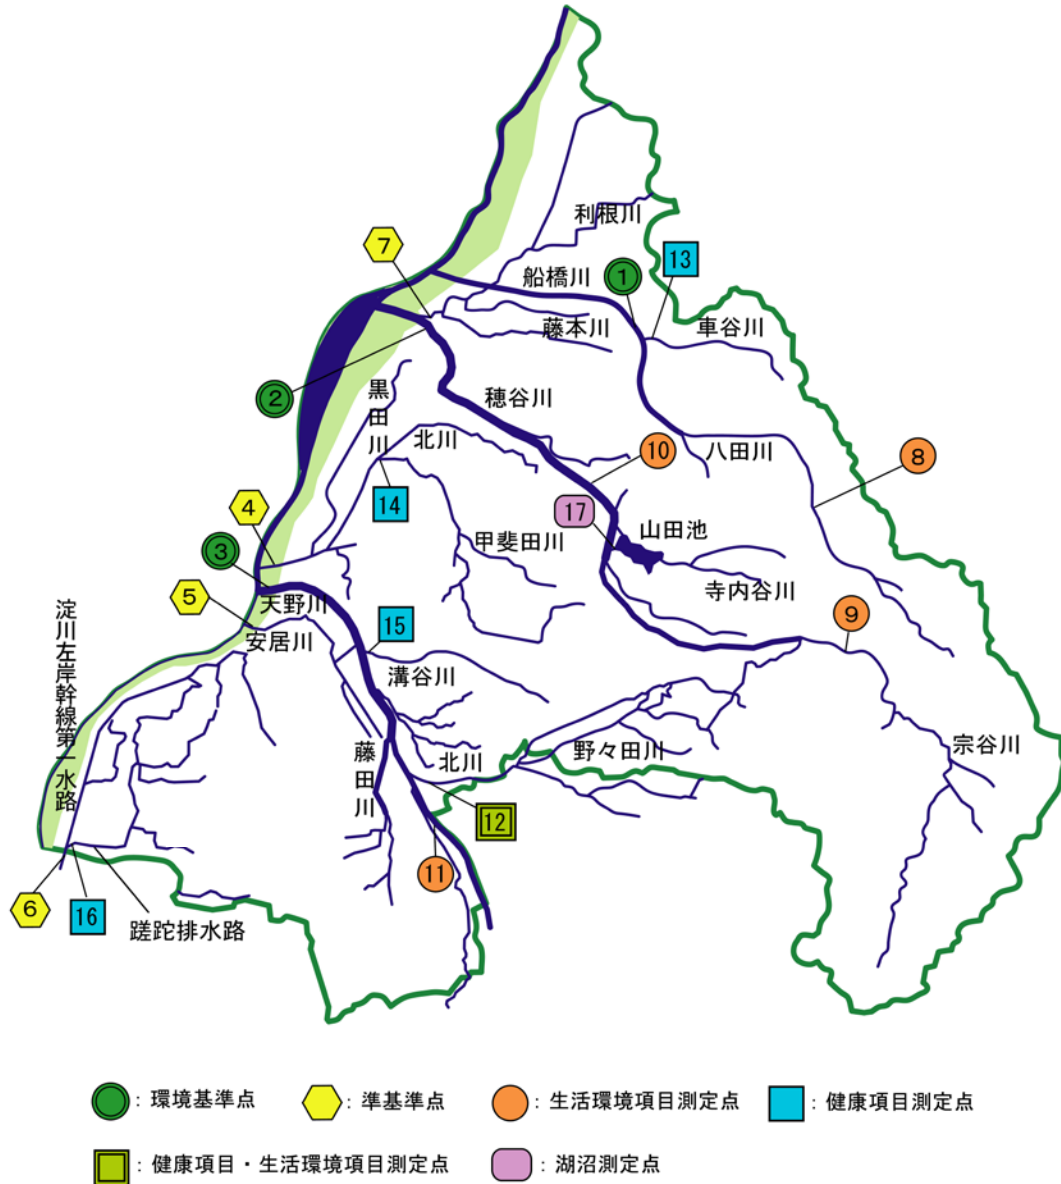 利根川
7
船橋川
1
13
藤本川
車谷川
2
黒田川
穂谷川
北川
10
八田川
8
14
17
4
山田池
3
甲斐田川
天野川
寺内谷川
5
15
9
安居川
淀川左岸幹線第一水路
溝谷川
藤田川
北川
野々田川
宗谷川
12
11
6
16
蹉跎排水路
:環境基準点
:準基準点
:生活環境項目測定点
:健康項目測定点
:健康項目・生活環境項目測定点
:湖沼測定点